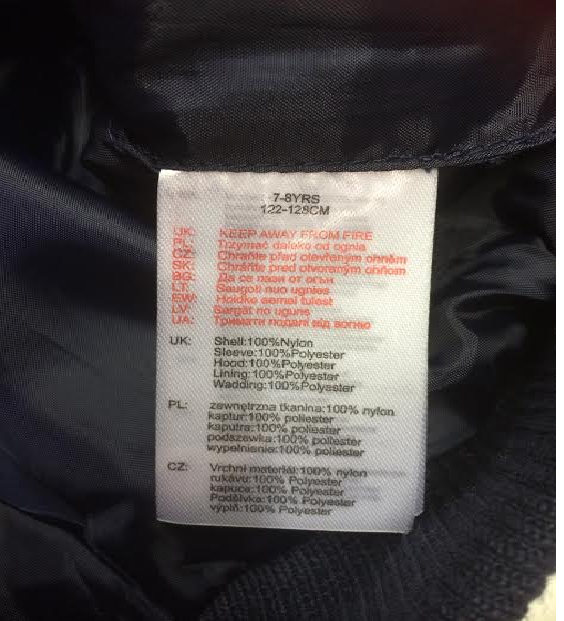 7-8YRS
122-128CM
UK: KEEP AWAY FROM FIRE
PL: Trzymać daleko od ognia
CZ: Chraňte před otevřeným ohněm
SK: Chráňte pred otvoreným ohňom
BG: Да се пази от огън
LT: Saugoti nuo ugnies
EW: Hoidke eemal tulest
LV: Sargāt no uguns
UA: Тримати подалі від вогню
UK: Shell:100%Nylon
Sleeve:100%Polyester
Hood:100%Polyester
Lining:100%Polyester
Wadding:100%Polyester
PL: zewnętrzna tkanina:100% nylon
kaptur:100% poliester
kaputra:100% poliester
podszewka:100% poliester
wypełnienie:100% poliester
CZ: Vrchní materiál:100% nylon
rukávu:100% Polyester
kapuce:100% Polyester
Podšívka:100% Polyester
výplň:100% Polyester